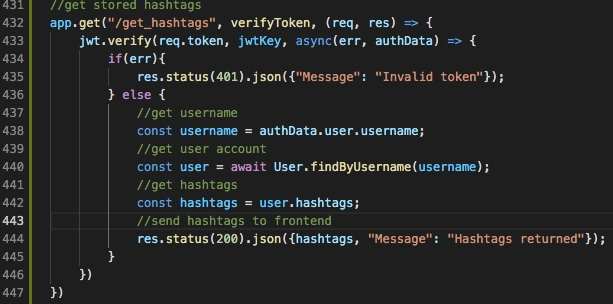 431 //get stored hashtags
432 app.get("/get_hashtags", verifyToken, (req, res) => {
433     jwt.verify(req.token, jwtKey, async(err, authData) => {
434         if(err){
435             res.status(401).json({"Message": "Invalid token"});
436         } else {
437             //get username
438             const username = authData.user.username;
439             //get user account
440             const user = await User.findByUsername(username);
441             //get hashtags
442             const hashtags = user.hashtags;
443             //send hashtags to frontend
444             res.status(200).json({hashtags, "Message": "Hashtags returned"});
445         }
446     })
447 })